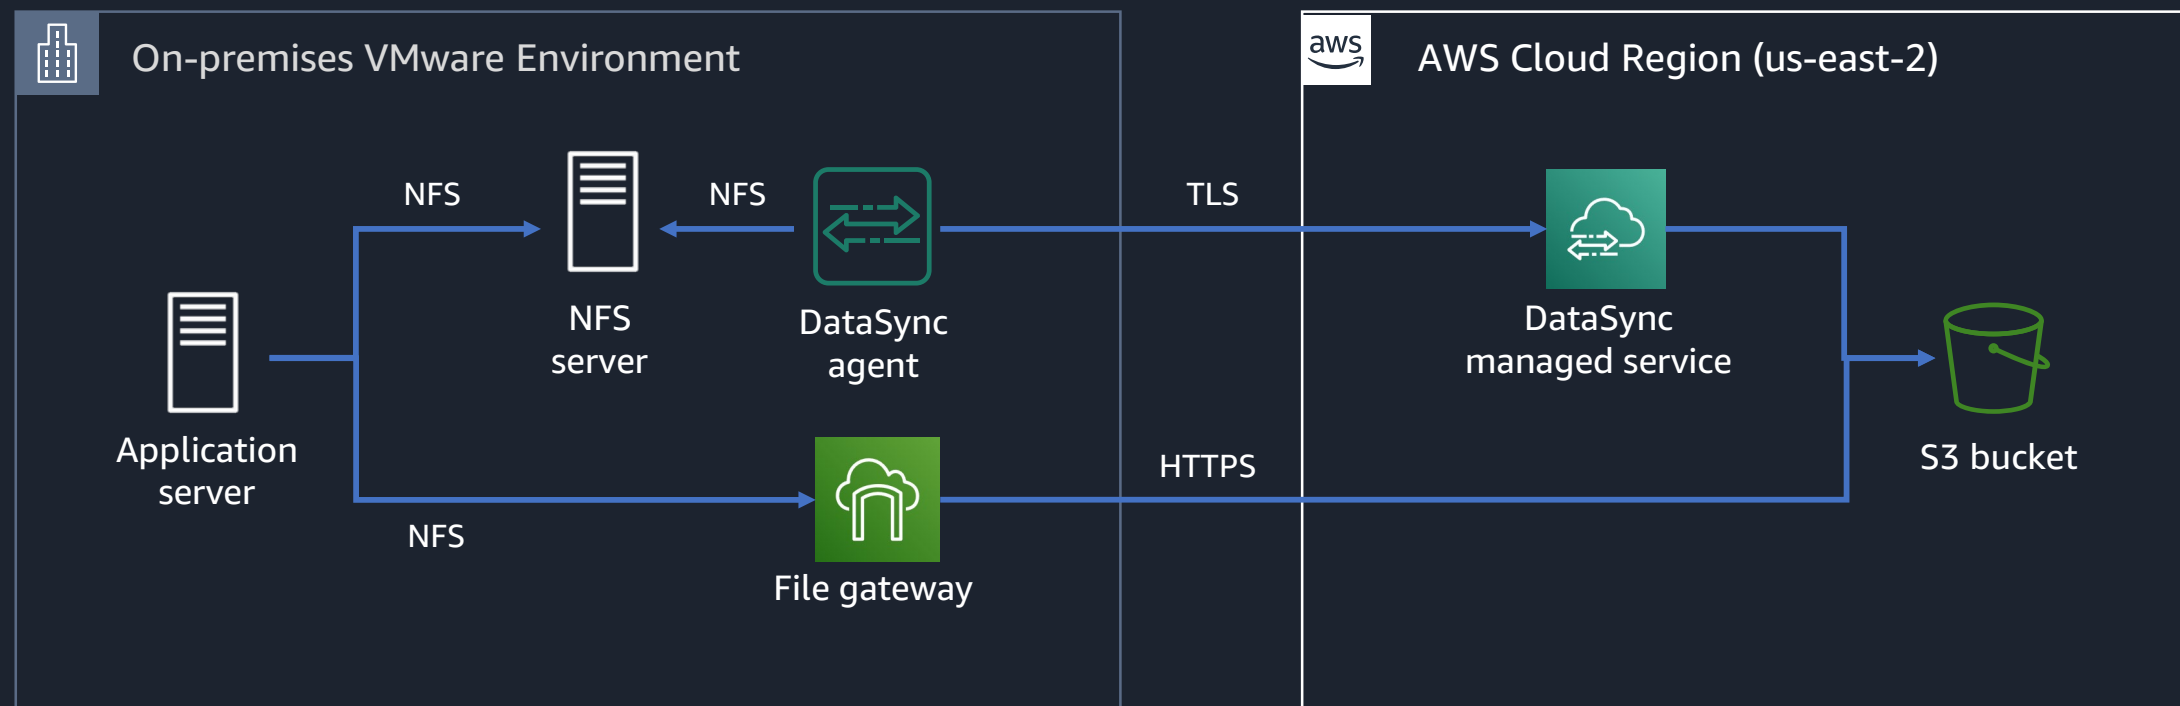 On-premises VMware Environment
aws
AWS Cloud Region (us-east-2)
NFS
NFS
TLS
NFS
server
DataSync
agent
DataSync
managed service
Application
server
HTTPS
S3 bucket
NFS
File gateway